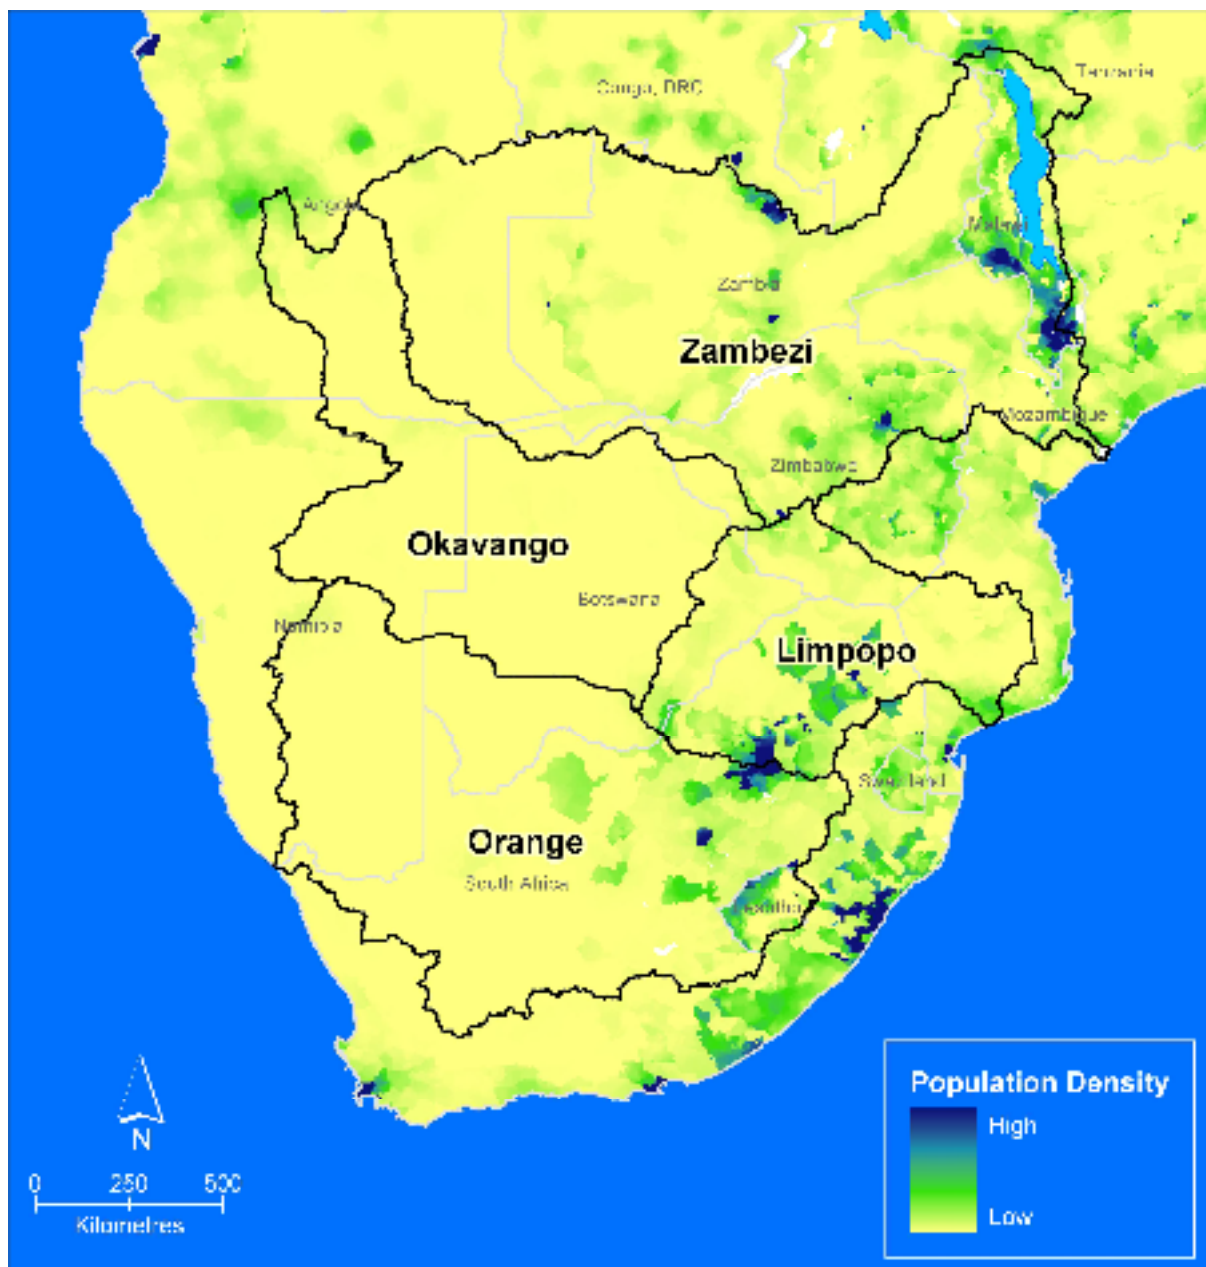 Tanzania
Congo, DRC
Angola
Malawi
Zambia
Zambezi
Mozambique
Zimbabwe
Okavango
Botswana
Namibia
Limpopo
Swaziland
Orange
South Africa
Lesotho
Population Density
High
Low
N
0 250 500
Kilometres